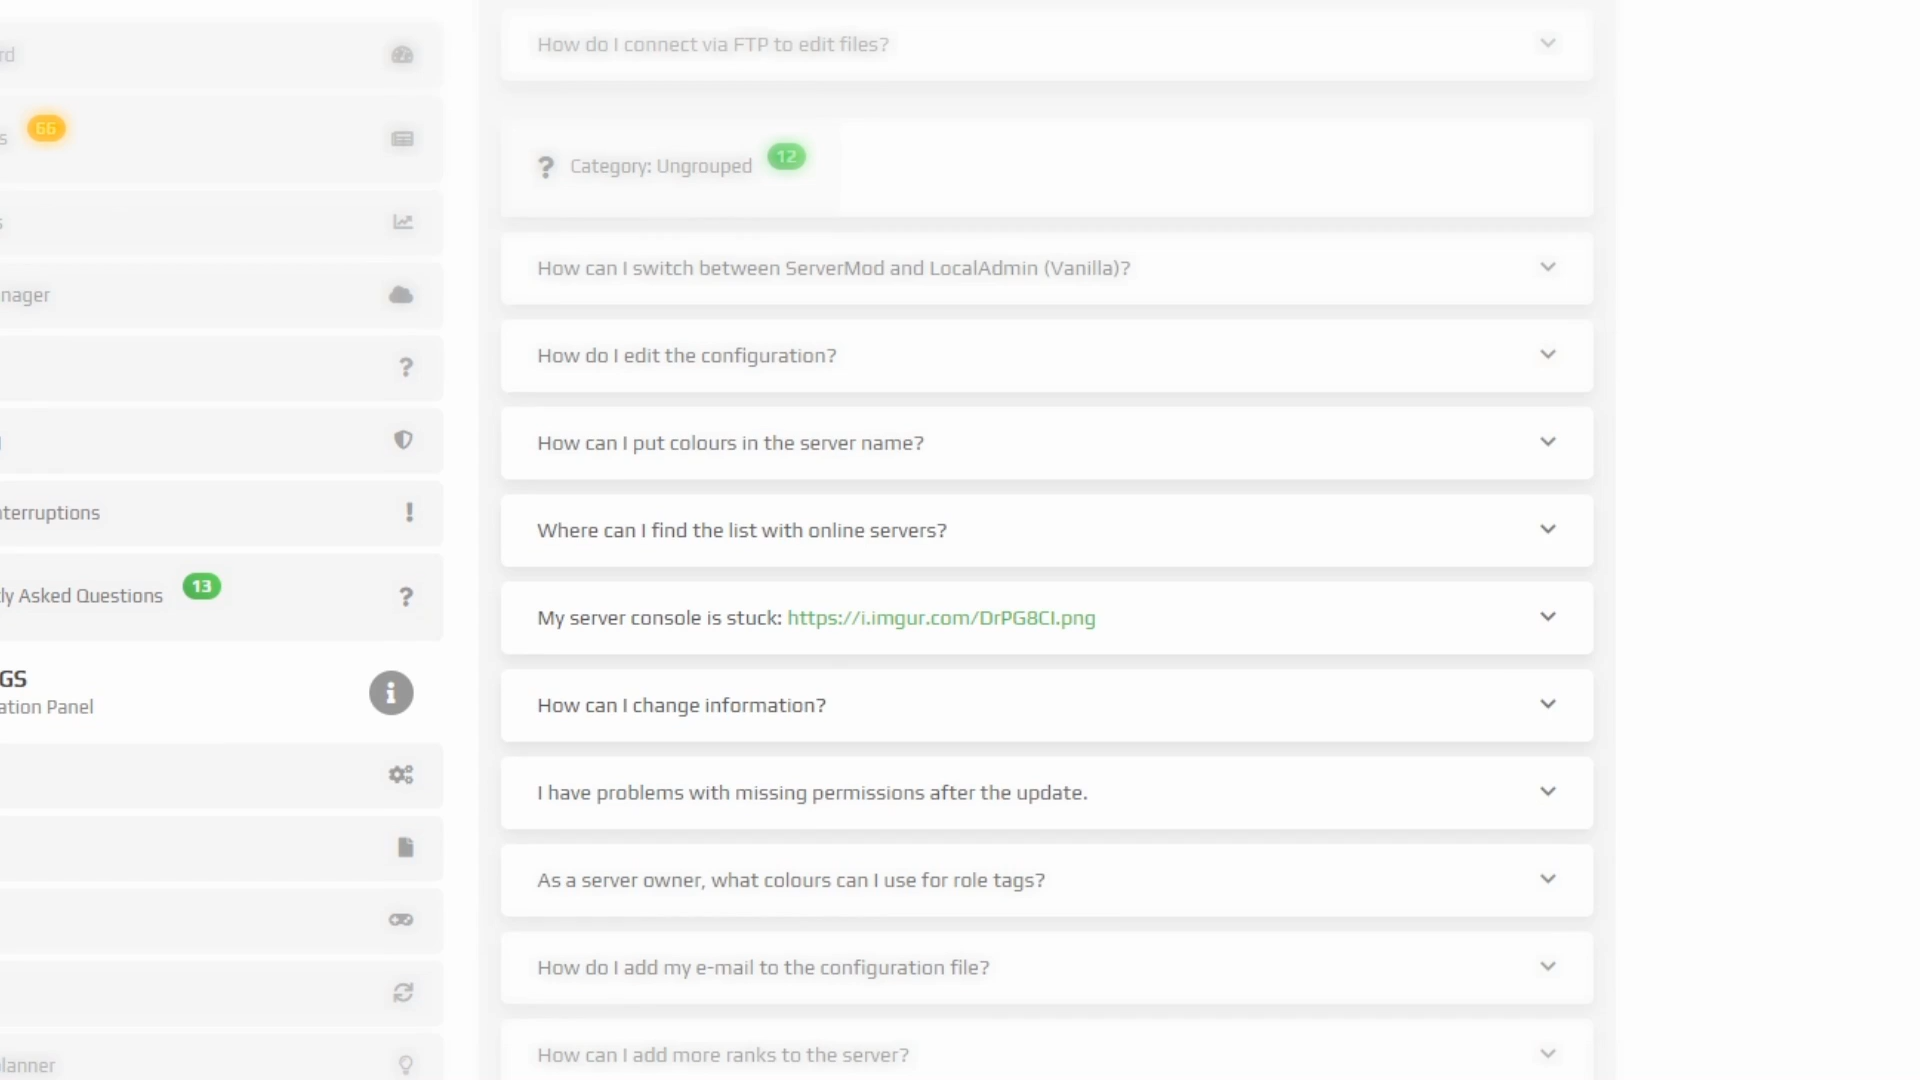 rd
s
66
s
nager
nterruptions
ly Asked Questions
13
GS
ation Panel
lanner
How do I connect via FTP to edit files?
Category: Ungrouped
12
How can I switch between ServerMod and LocalAdmin (Vanilla)?
How do I edit the configuration?
How can I put colours in the server name?
Where can I find the list with online servers?
My server console is stuck: https://i.imgur.com/DrPG8CI.png
How can I change information?
I have problems with missing permissions after the update.
As a server owner, what colours can I use for role tags?
How do I add my e-mail to the configuration file?
How can I add more ranks to the server?